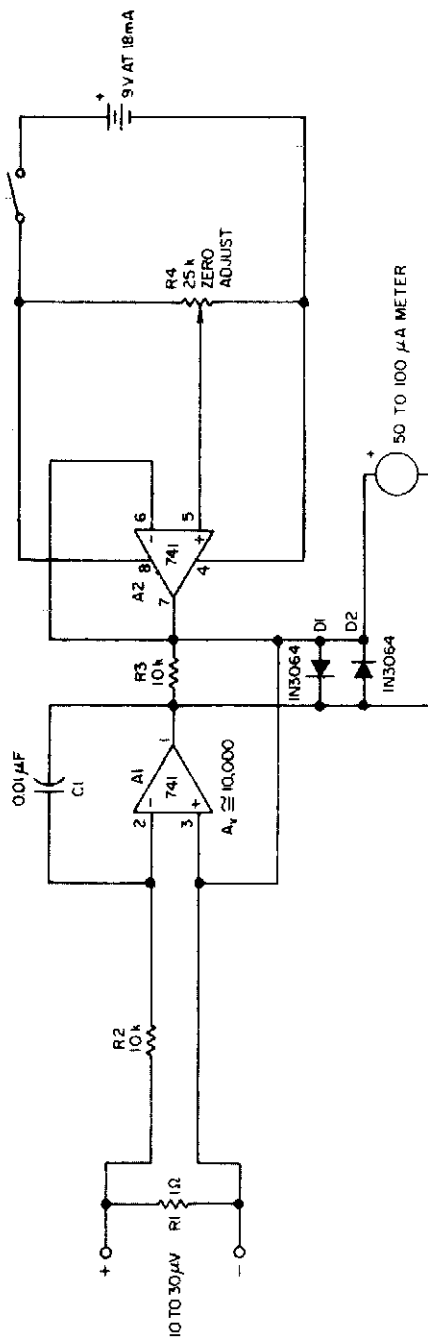 +
10 TO 30µV
R1 1Ω
-
R2
10k
0.01µF
C1
2
3
-
+
741
A1
1
Aᵥ ≅ 10,000
R3
10k
A2
7
8
4
741
-
+
6
5
R4
25 k
ZERO
ADJUST
+
9V AT 18mA
IN3064
D1
D2
IN3064
+
50 TO 100 µA METER